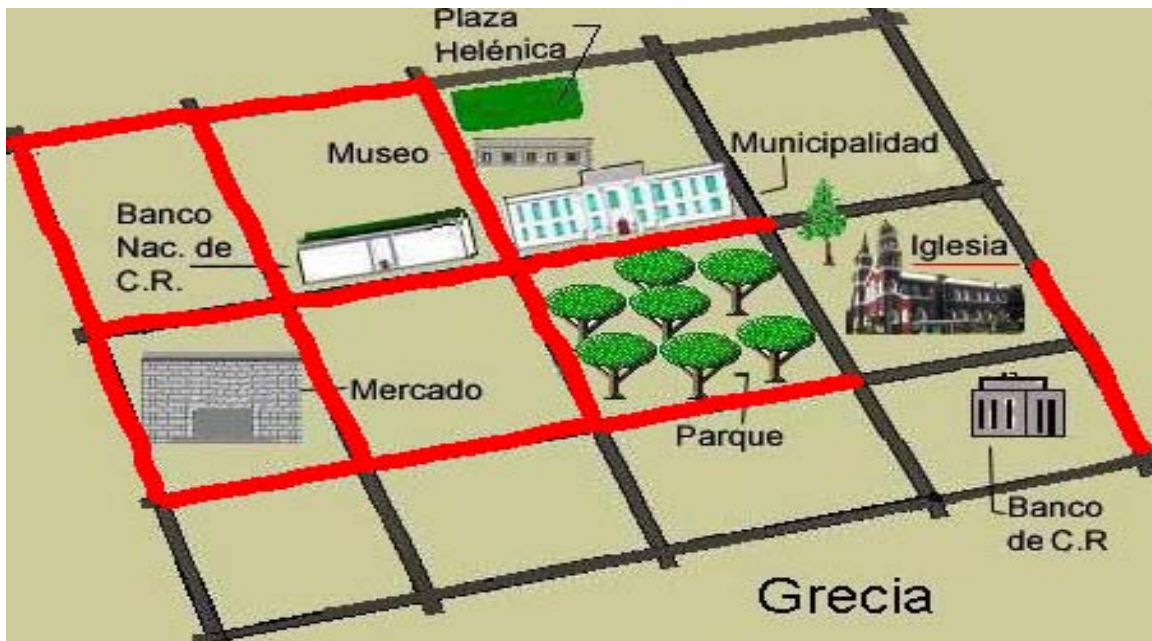 Plaza
Helénica
Museo
Municipalidad
Banco
Nac. de
C.R.
Iglesia
Mercado
Parque
Banco
de C.R
Grecia